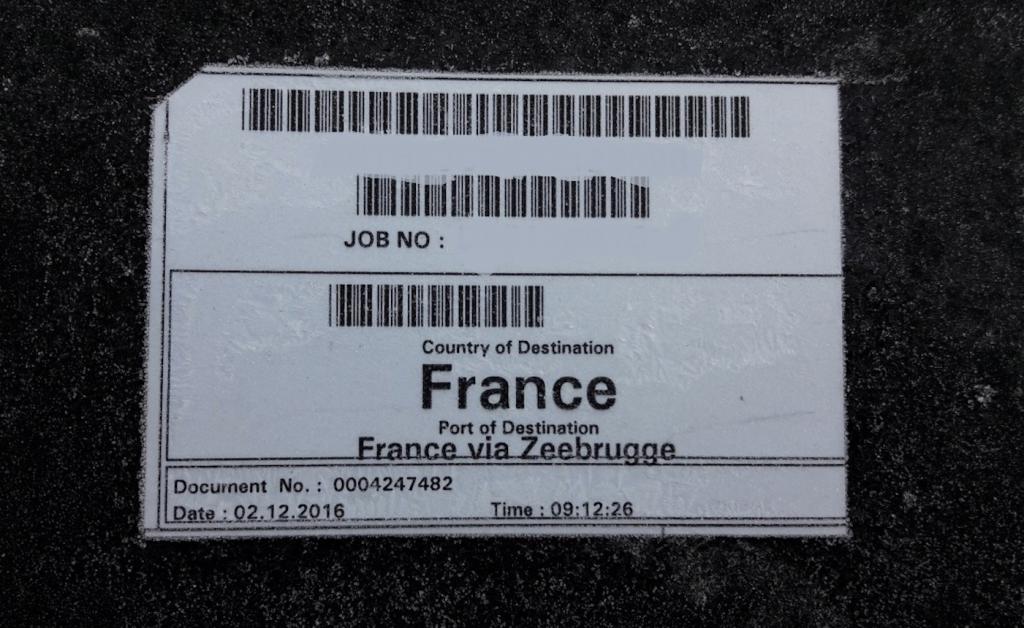 JOB NO :
Country of Destination
France
Port of Destination
France via Zeebrugge
Document No. : 0004247482
Date : 02.12.2016 Time : 09:12:26